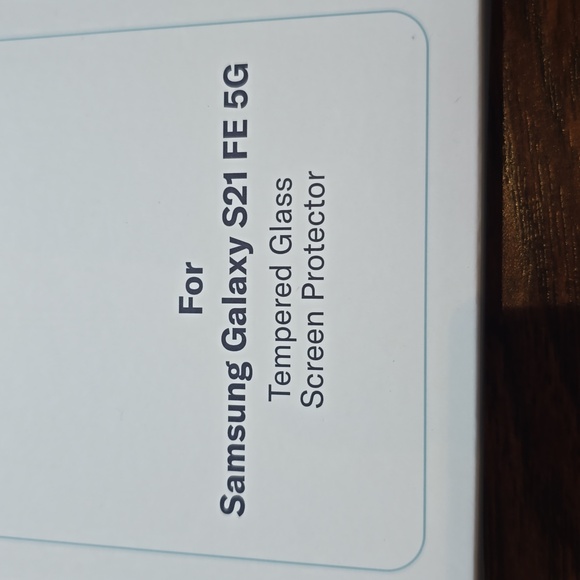 For
Samsung Galaxy S21 FE 5G
Tempered Glass
Screen Protector